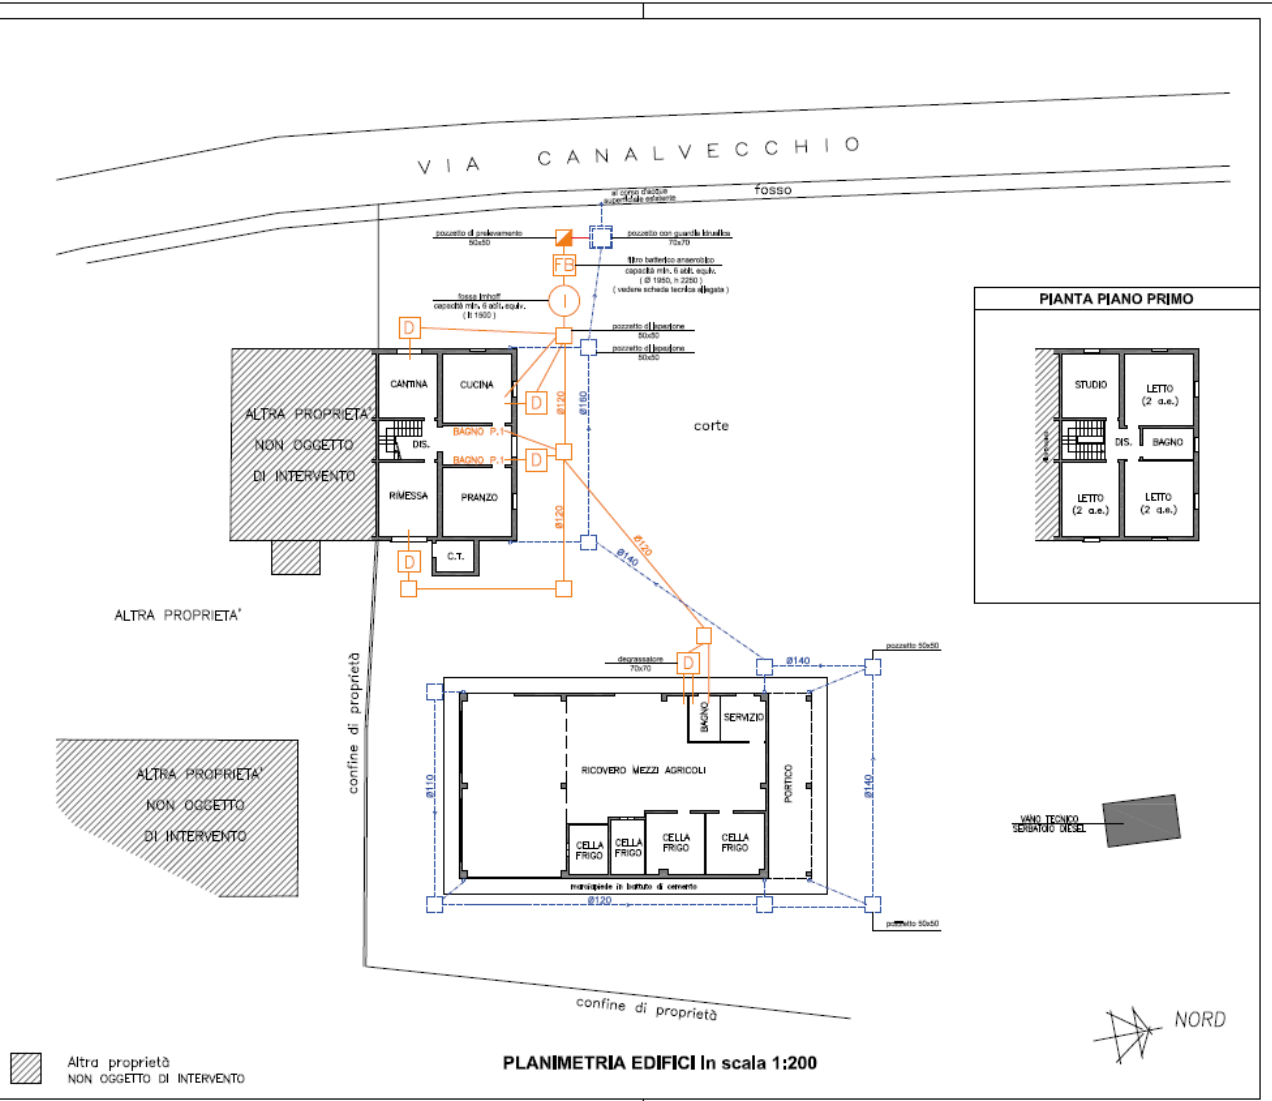 VIA CANALVECCHIO
al corso d'acqua
superficiale esistente
fosso
pozzetto di prelevamento
50x50
pozzetto con guardia idraulica
70x70
FB
filtro batterico anaerobico
capacità min. 6 abit. equiv.
( Ø 1950, h 2250 )
( vedere scheda tecnica allegata )
fossa Imhoff
capacità min. 6 abit. equiv.
( lt 1500 )
I
D
pozzetto di ispezione
50x50
pozzetto di ispezione
50x50
PIANTA PIANO PRIMO
CANTINA
CUCINA
STUDIO
LETTO
(2 a.e.)
D
Ø120
Ø160
ALTRA PROPRIETA'
NON OGGETTO
DI INTERVENTO
corte
BAGNO P.1
DIS.
BAGNO P.1
D
DIS.
BAGNO
RIMESSA
PRANZO
LETTO
(2 a.e.)
LETTO
(2 a.e.)
Ø120
D
C.T.
Ø120
Ø140
ALTRA PROPRIETA'
confine di proprietà
degrassatore
70x70
D
Ø140
pozzetto 50x50
BAGNO
SERVIZIO
RICOVERO MEZZI AGRICOLI
PORTICO
Ø110
Ø140
ALTRA PROPRIETA'
NON OGGETTO
DI INTERVENTO
VANO TECNICO
SERBATOIO DIESEL
CELLA
FRIGO
CELLA
FRIGO
CELLA
FRIGO
CELLA
FRIGO
marciapiede in battuto di cemento
Ø120
pozzetto 50x50
confine di proprietà
NORD
Altra proprietà
NON OGGETTO DI INTERVENTO
PLANIMETRIA EDIFICI in scala 1:200